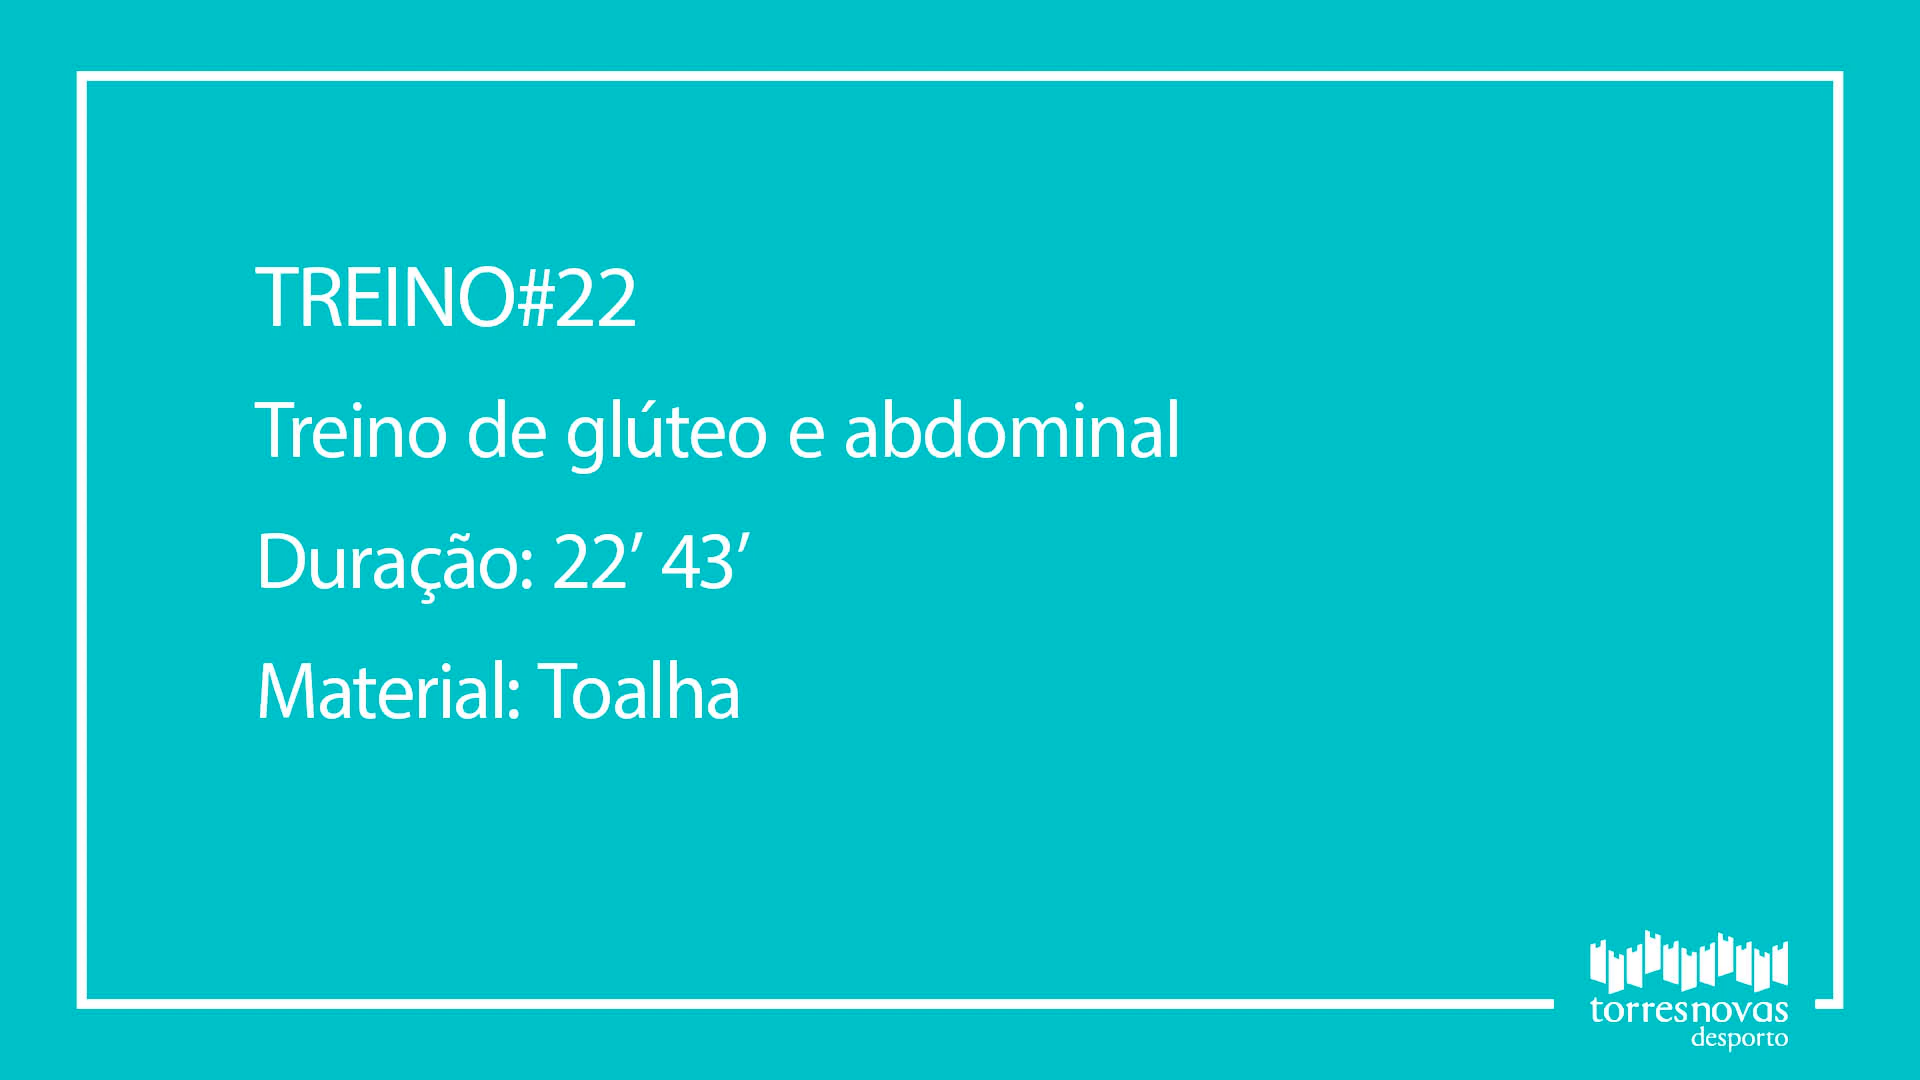 TREINO#22
Treino de glúteo e abdominal
Duração: 22’ 43’
Material: Toalha
torresnovas
desporto